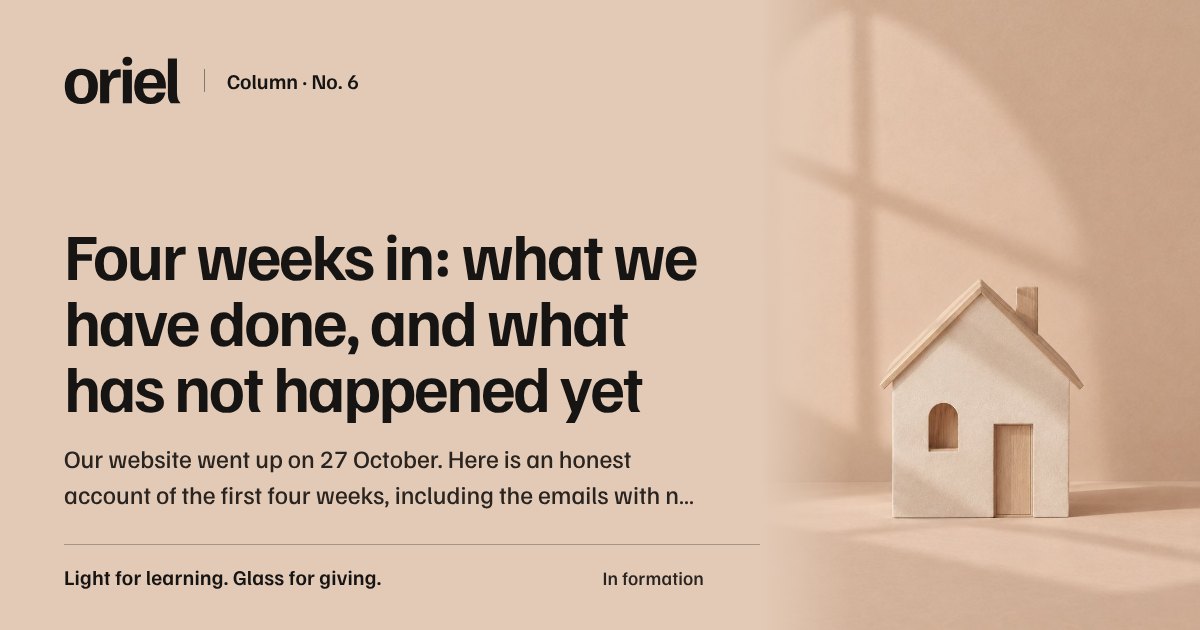 oriel
Column · No. 6
Four weeks in: what we
have done, and what
has not happened yet
Our website went up on 27 October. Here is an honest
account of the first four weeks, including the emails with n...
Light for learning. Glass for giving.
In formation